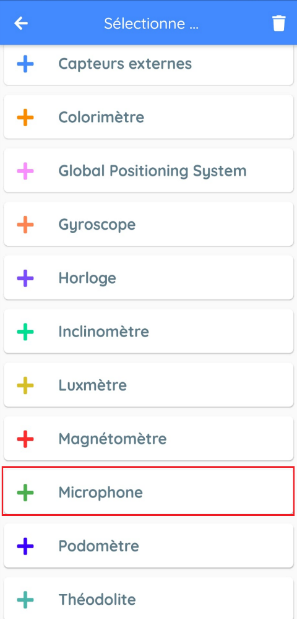 Sélectionne ...
Capteurs externes
Colorimètre
Global Positioning System
Gyroscope
Horloge
Inclinomètre
Luxmètre
Magnétomètre
Microphone
Podomètre
Théodolite